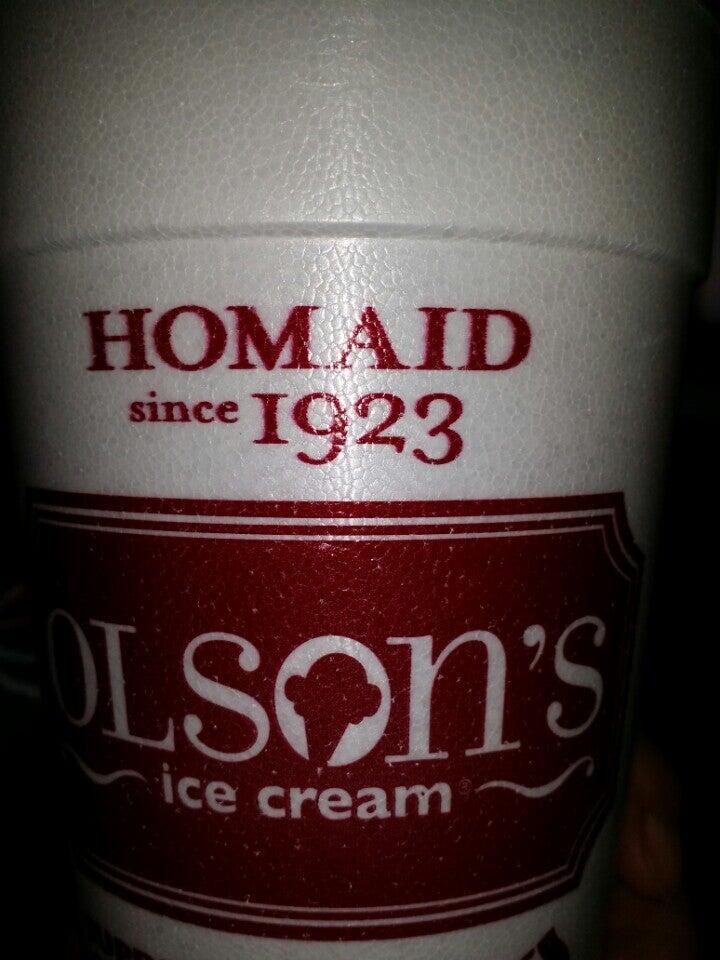 HOMAID
since 1923
OLSON'S
ice cream®